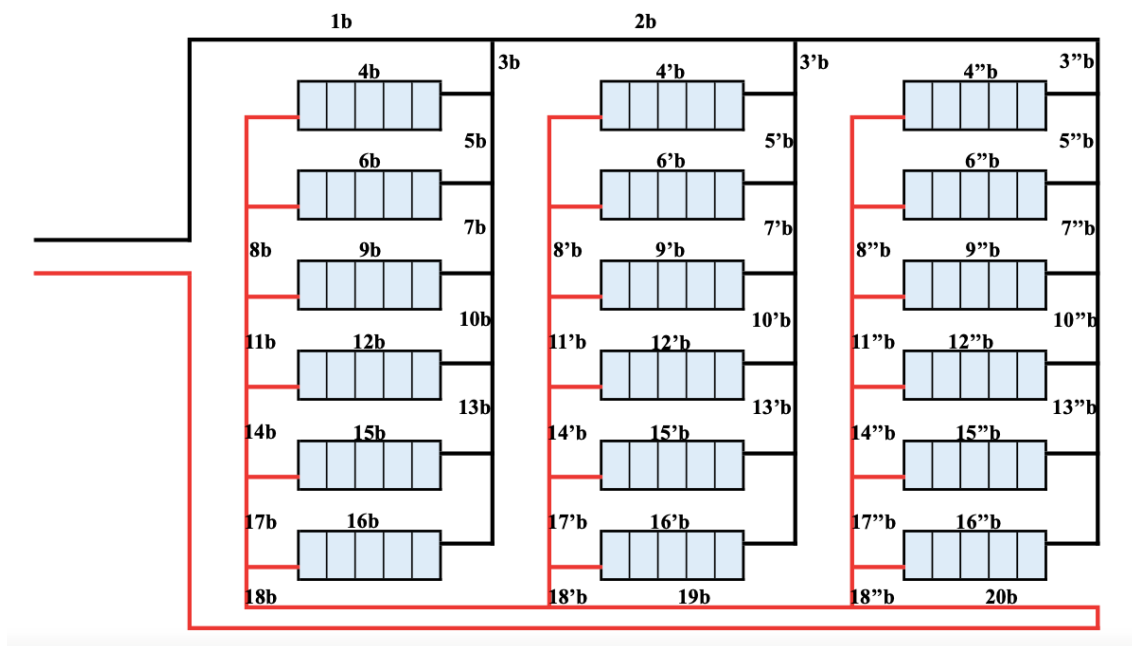 1b 2b
3b 3’b 3”b
4b 4’b 4”b
5b 5’b 5”b
6b 6’b 6”b
7b 7’b 7”b
8b 9b 8’b 9’b 8”b 9”b
10b 10’b 10”b
11b 12b 11’b 12’b 11”b 12”b
13b 13’b 13”b
14b 15b 14’b 15’b 14”b 15”b
17b 16b 17’b 16’b 17”b 16”b
18b 18’b 19b 18”b 20b